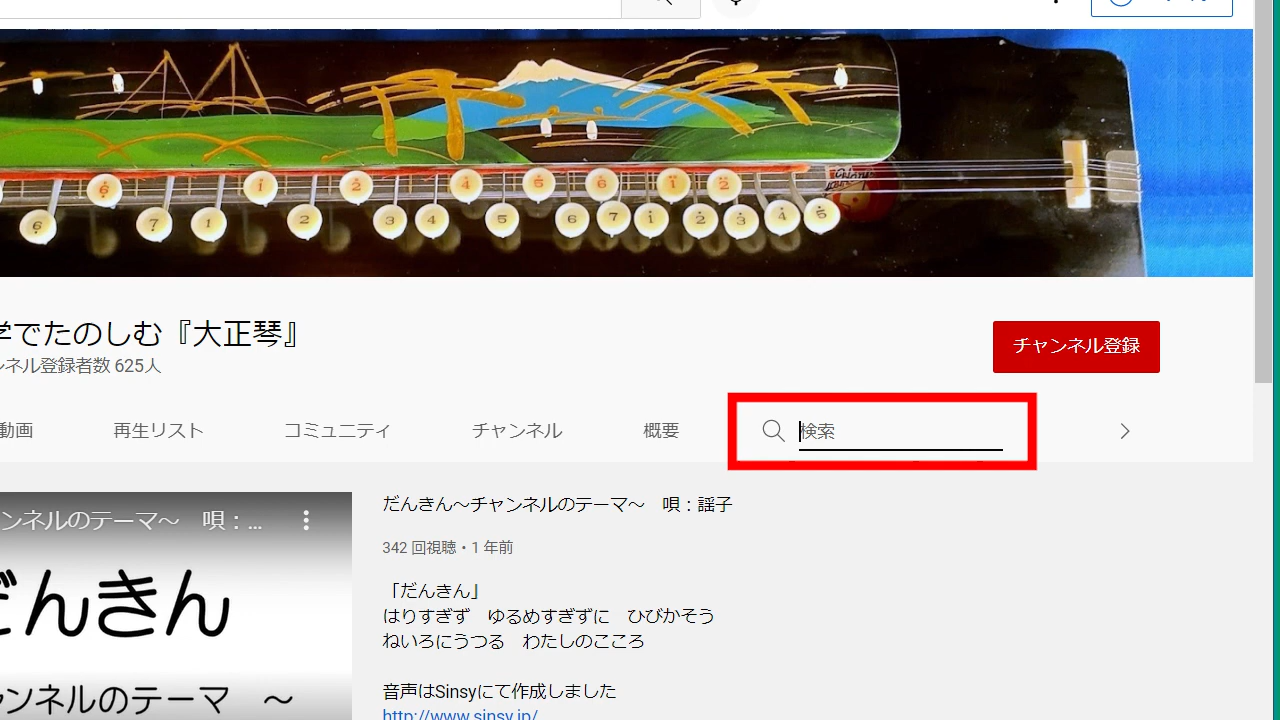 学でたのしむ『大正琴』
ンネル登録者数 625人
チャンネル登録
動画 再生リスト コミュニティ チャンネル 概要 検索
ンネルのテーマ〜 唄：...
だんきん
ンネルのテーマ 〜
だんきん〜チャンネルのテーマ〜 唄：謡子
342 回視聴・1 年前
「だんきん」
はりすぎず ゆるめすぎずに ひびかそう
ねいろにうつる わたしのこころ
音声はSinsyにて作成しました
http://www.sinsy.jp/